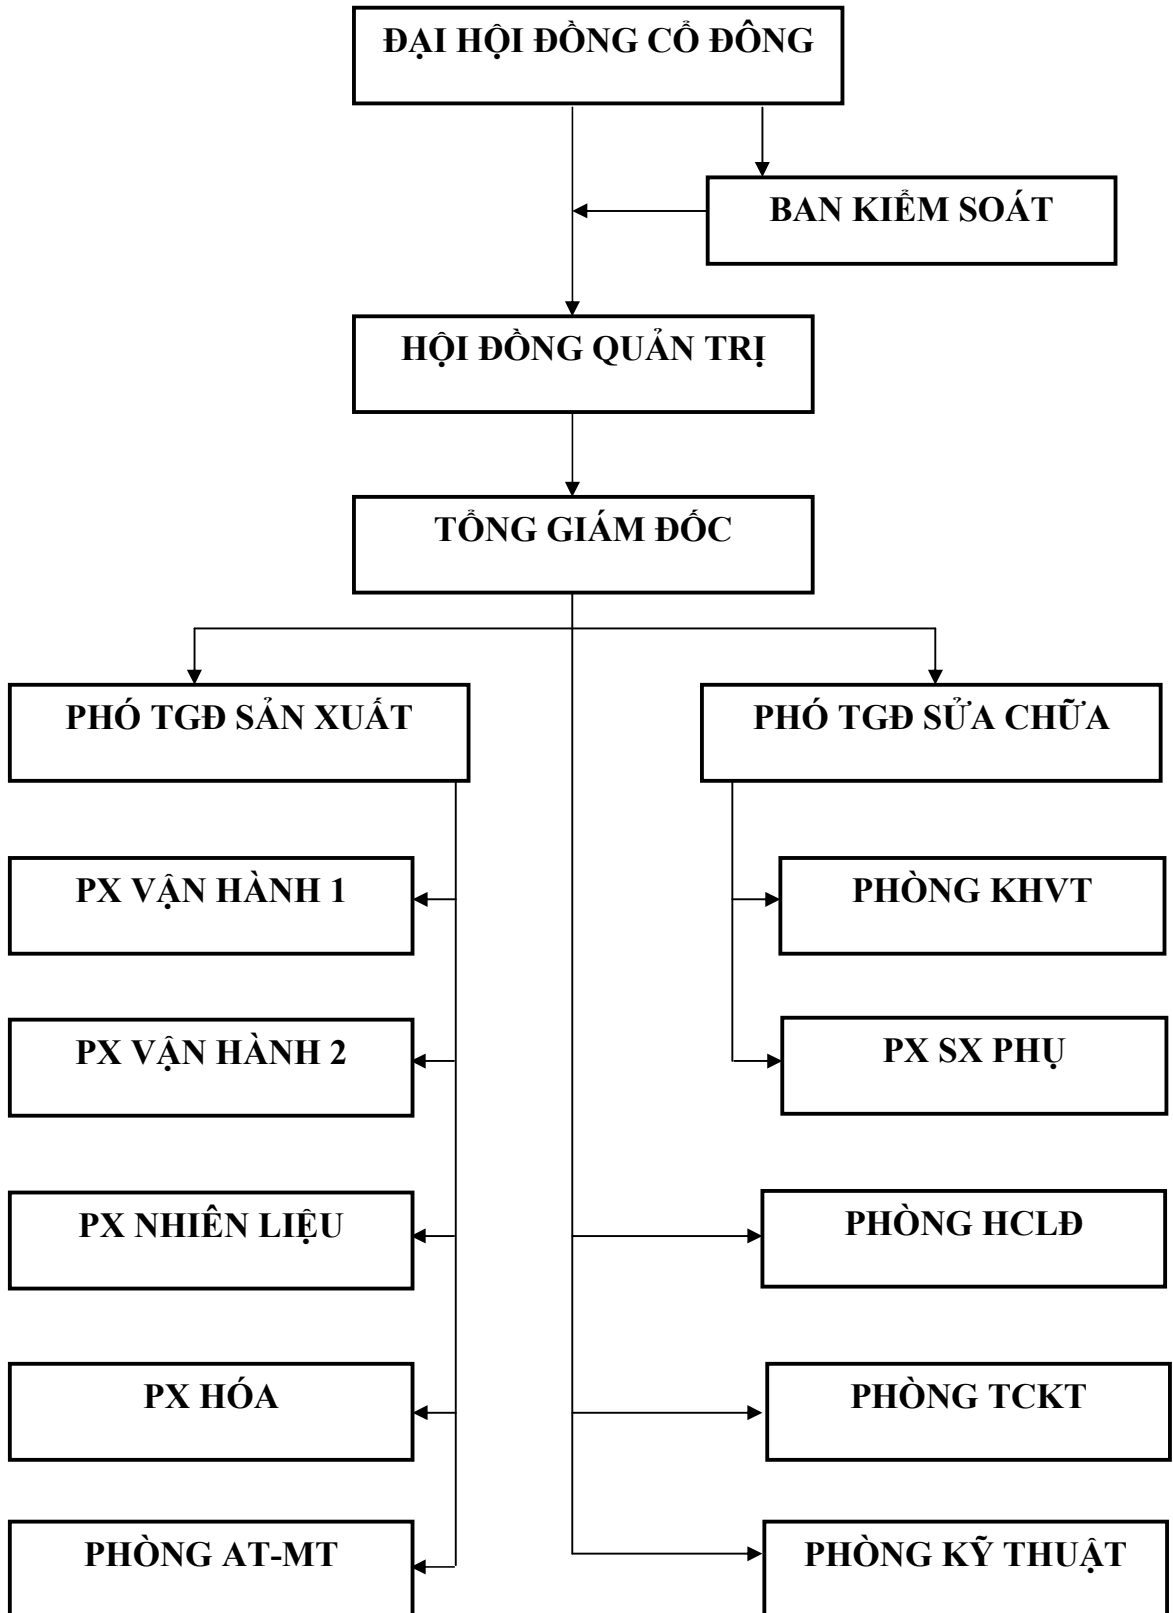 ĐẠI HỘI ĐỒNG CỔ ĐÔNG
BAN KIỂM SOÁT
HỘI ĐỒNG QUẢN TRỊ
TỔNG GIÁM ĐỐC
PHÓ TGĐ SẢN XUẤT
PHÓ TGĐ SỬA CHỮA
PX VẬN HÀNH 1
PHÒNG KHVT
PX VẬN HÀNH 2
PX SX PHỤ
PX NHIÊN LIỆU
PHÒNG HCLĐ
PX HÓA
PHÒNG TCKT
PHÒNG AT-MT
PHÒNG KỸ THUẬT